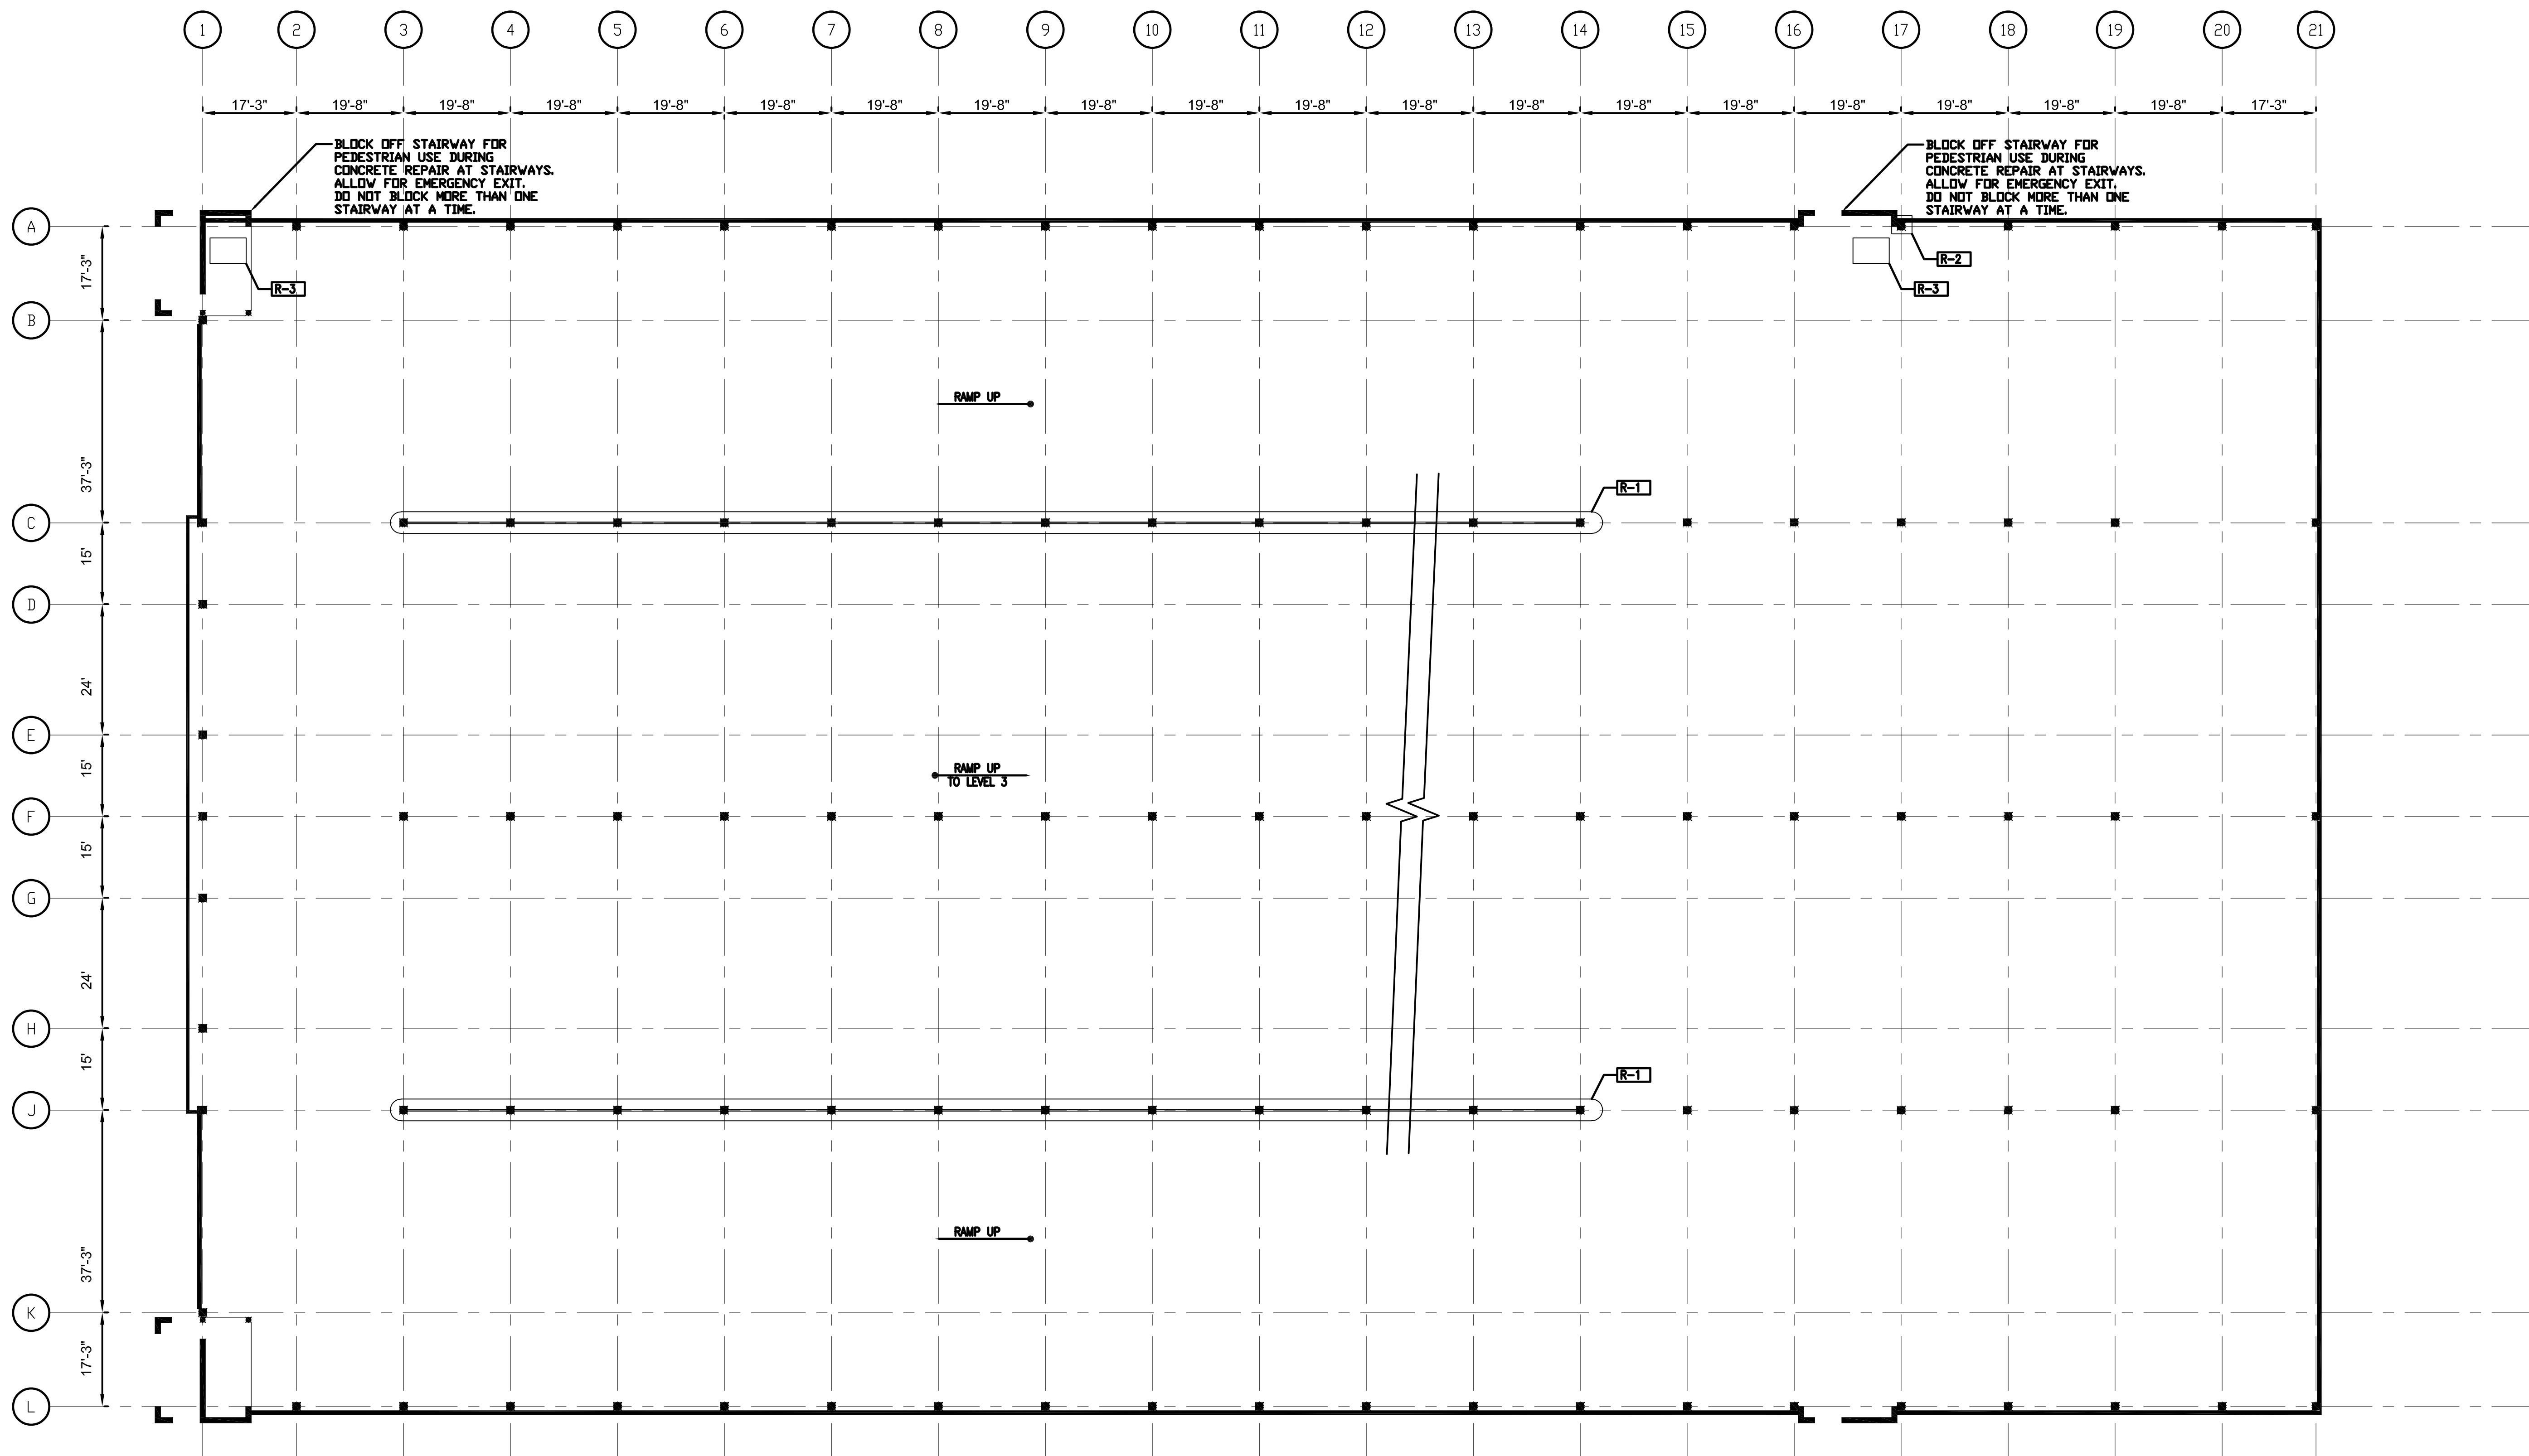 1 2 3 4 5 6 7 8 9 10 11 12 13 14 15 16 17 18 19 20 21
17'-3" 19'-8" 19'-8" 19'-8" 19'-8" 19'-8" 19'-8" 19'-8" 19'-8" 19'-8" 19'-8" 19'-8" 19'-8" 19'-8" 19'-8" 19'-8" 19'-8" 19'-8" 19'-8" 17'-3"
BLOCK OFF STAIRWAY FOR
PEDESTRIAN USE DURING
CONCRETE REPAIR AT STAIRWAYS.
ALLOW FOR EMERGENCY EXIT.
DO NOT BLOCK MORE THAN ONE
STAIRWAY AT A TIME.
BLOCK OFF STAIRWAY FOR
PEDESTRIAN USE DURING
CONCRETE REPAIR AT STAIRWAYS.
ALLOW FOR EMERGENCY EXIT.
DO NOT BLOCK MORE THAN ONE
STAIRWAY AT A TIME.
A
R-2
17'-3"
R-3
R-3
B
RAMP UP
37'-3"
R-1
C
15'
D
24'
E
15'
RAMP UP
TO LEVEL 3
F
15'
G
24'
H
15'
R-1
J
RAMP UP
37'-3"
K
17'-3"
L